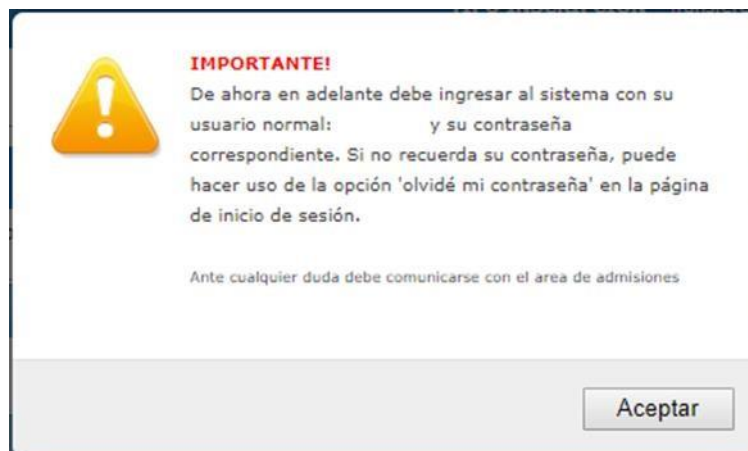 IMPORTANTE!
De ahora en adelante debe ingresar al sistema con su
usuario normal: y su contraseña
correspondiente. Si no recuerda su contraseña, puede
hacer uso de la opción 'olvidé mi contraseña' en la página
de inicio de sesión.
Ante cualquier duda debe comunicarse con el area de admisiones
Aceptar